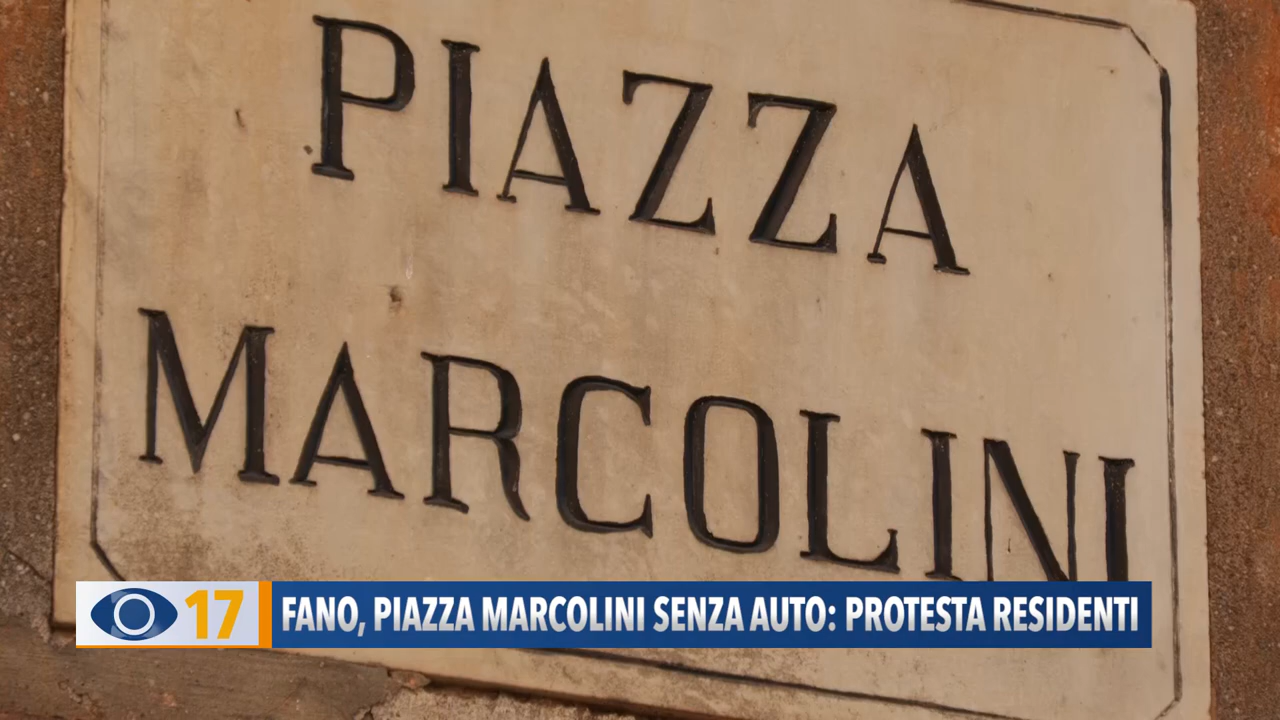 PIAZZA
MARCOLINI
17 FANO, PIAZZA MARCOLINI SENZA AUTO: PROTESTA RESIDENTI